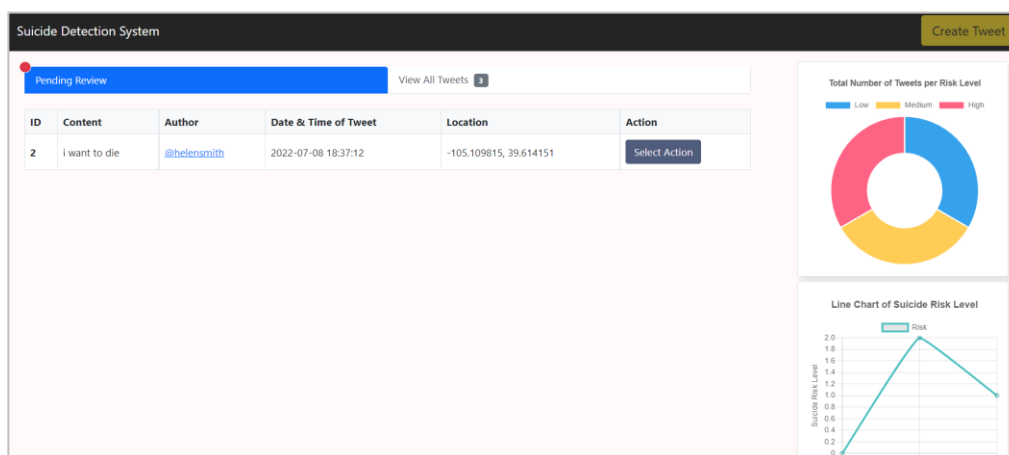 Suicide Detection System
Create Tweet
Pending Review
View All Tweets 3
ID Content Author Date & Time of Tweet Location Action
2 i want to die @helensmith 2022-07-08 18:37:12 -105.109815, 39.614151 Select Action
Total Number of Tweets per Risk Level
Low Medium High
Line Chart of Suicide Risk Level
Risk
Suicide Risk Level
2.0
1.8
1.6
1.4
1.2
1.0
0.8
0.6
0.4
0.2
0